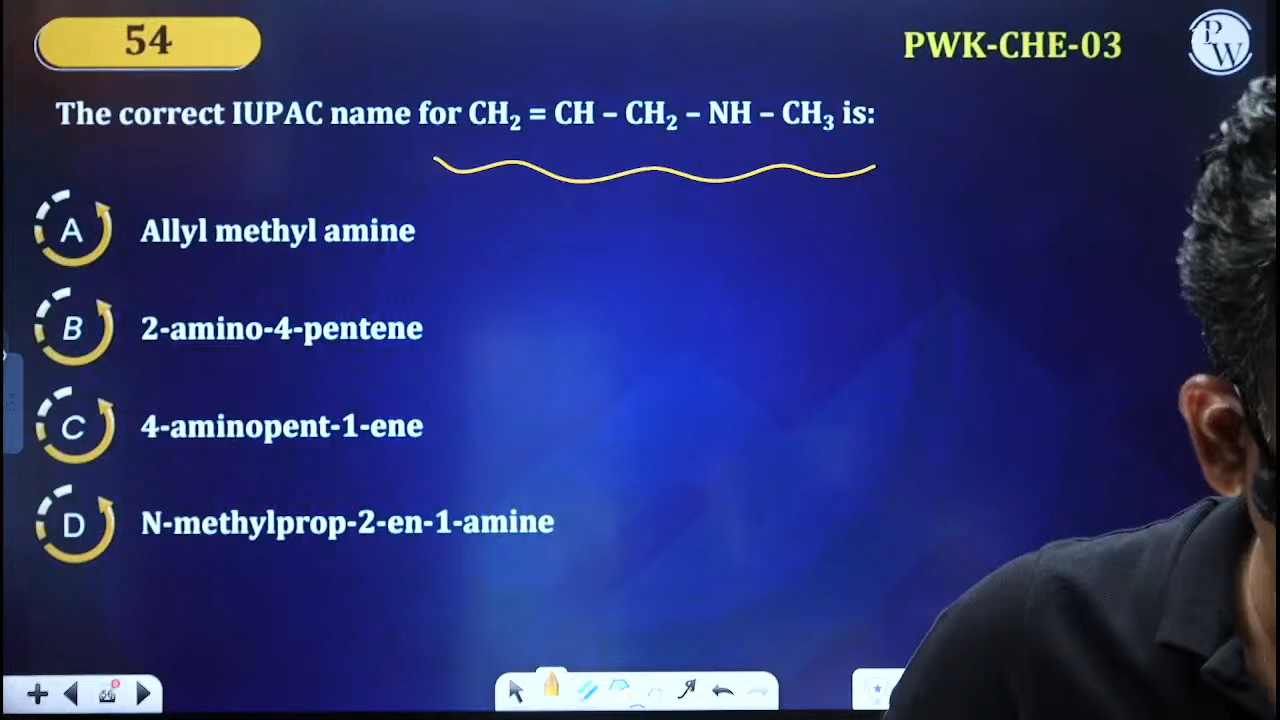 54
PWK-CHE-03
P
W
The correct IUPAC name for CH₂ = CH – CH₂ – NH – CH₃ is:
A Allyl methyl amine
B 2-amino-4-pentene
C 4-aminopent-1-ene
D N-methylprop-2-en-1-amine